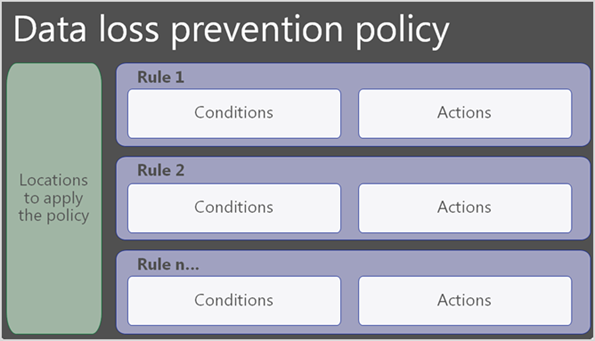 Data loss prevention policy
Locations
to apply
the policy
Rule 1
Conditions
Actions
Rule 2
Conditions
Actions
Rule n...
Conditions
Actions